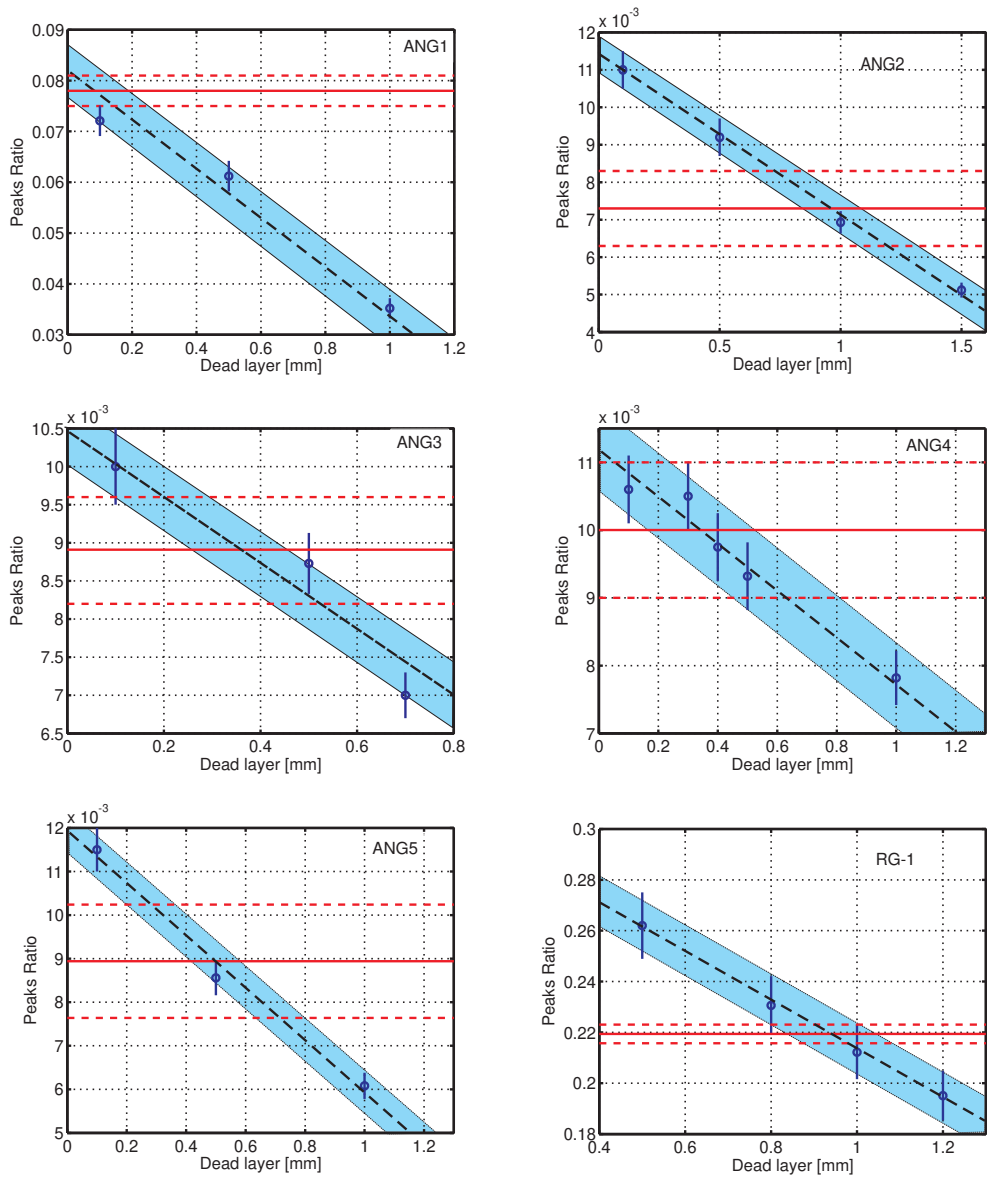 ANG1
Peaks Ratio
0.09
0.08
0.07
0.06
0.05
0.04
0.03
0 0.2 0.4 0.6 0.8 1 1.2
Dead layer [mm]
x 10-3
ANG2
Peaks Ratio
12
11
10
9
8
7
6
5
4
0 0.5 1 1.5
Dead layer [mm]
x 10-3
ANG3
Peaks Ratio
10.5
10
9.5
9
8.5
8
7.5
7
6.5
0 0.2 0.4 0.6 0.8
Dead layer [mm]
x 10-3
ANG4
Peaks Ratio
11
10
9
8
7
0 0.2 0.4 0.6 0.8 1 1.2
Dead layer [mm]
x 10-3
ANG5
Peaks Ratio
12
11
10
9
8
7
6
5
0 0.2 0.4 0.6 0.8 1 1.2
Dead layer [mm]
RG-1
Peaks Ratio
0.3
0.28
0.26
0.24
0.22
0.2
0.18
0.4 0.6 0.8 1 1.2
Dead layer [mm]